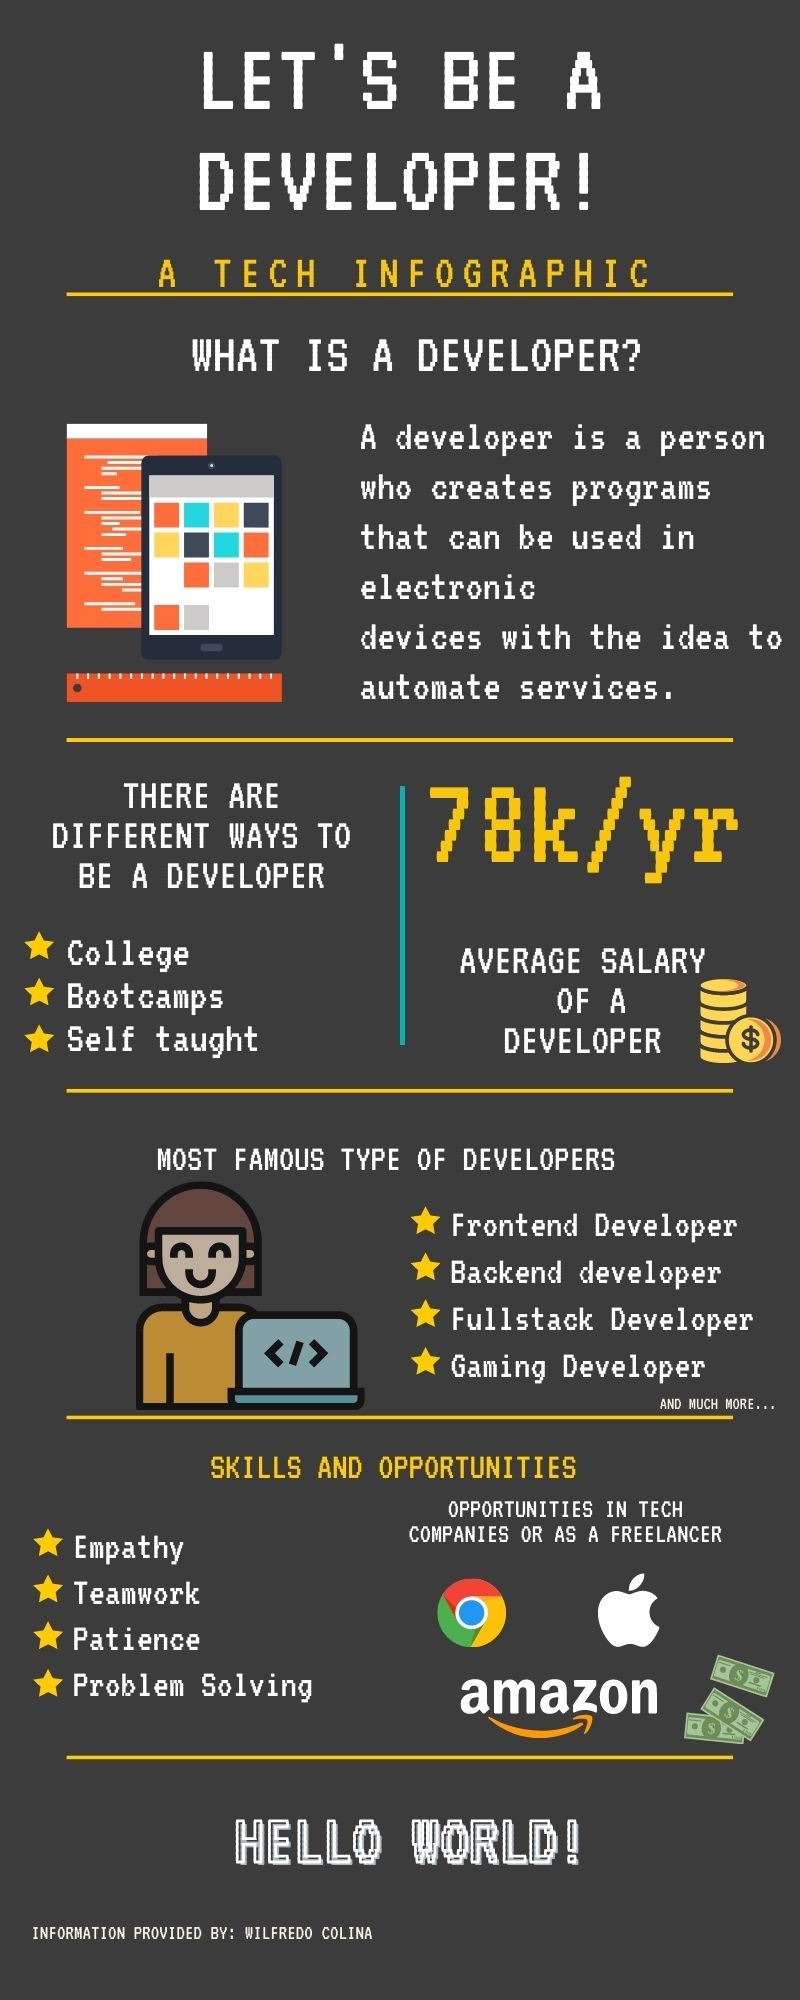 LET'S BE A
DEVELOPER!
A TECH INFOGRAPHIC
WHAT IS A DEVELOPER?
A developer is a person
who creates programs
that can be used in
electronic
devices with the idea to
automate services.
THERE ARE
DIFFERENT WAYS TO
BE A DEVELOPER
College
Bootcamps
Self taught
78k/yr
AVERAGE SALARY
OF A
DEVELOPER
$
MOST FAMOUS TYPE OF DEVELOPERS
</>
Frontend Developer
Backend developer
Fullstack Developer
Gaming Developer
AND MUCH MORE...
SKILLS AND OPPORTUNITIES
Empathy
Teamwork
Patience
Problem Solving
OPPORTUNITIES IN TECH
COMPANIES OR AS A FREELANCER
amazon
$
$
$
HELLO WORLD!
INFORMATION PROVIDED BY: WILFREDO COLINA